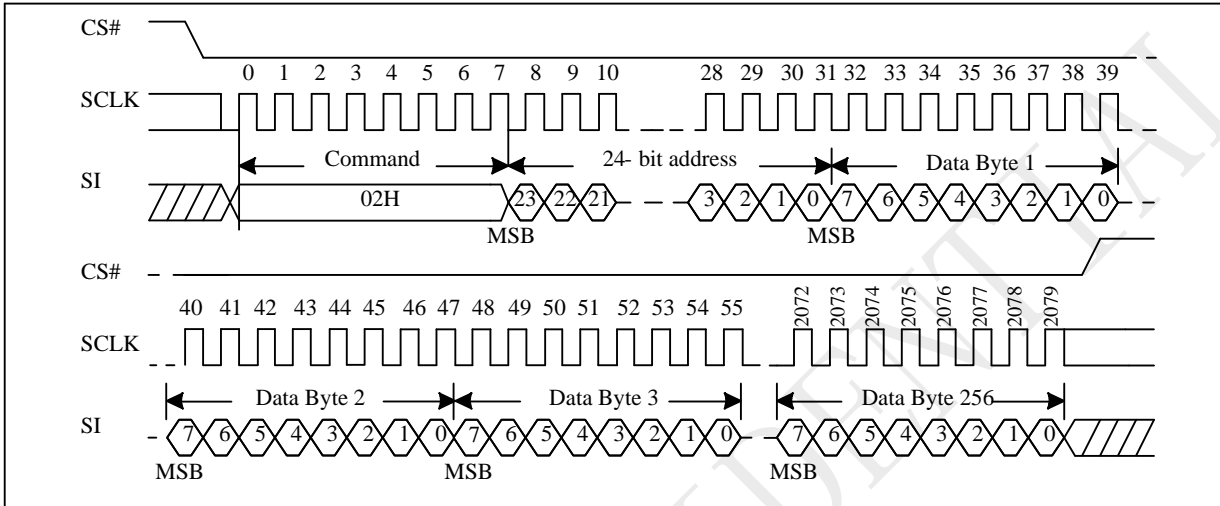 CS#
0 1 2 3 4 5 6 7 8 9 10 28 29 30 31 32 33 34 35 36 37 38 39
SCLK
Command 24- bit address Data Byte 1
SI
02H 23 22 21 3 2 1 0 7 6 5 4 3 2 1 0
MSB MSB
CS#
40 41 42 43 44 45 46 47 48 49 50 51 52 53 54 55 2072 2073 2074 2075 2076 2077 2078 2079
SCLK
Data Byte 2 Data Byte 3 Data Byte 256
SI
7 6 5 4 3 2 1 0 7 6 5 4 3 2 1 0 7 6 5 4 3 2 1 0
MSB MSB MSB